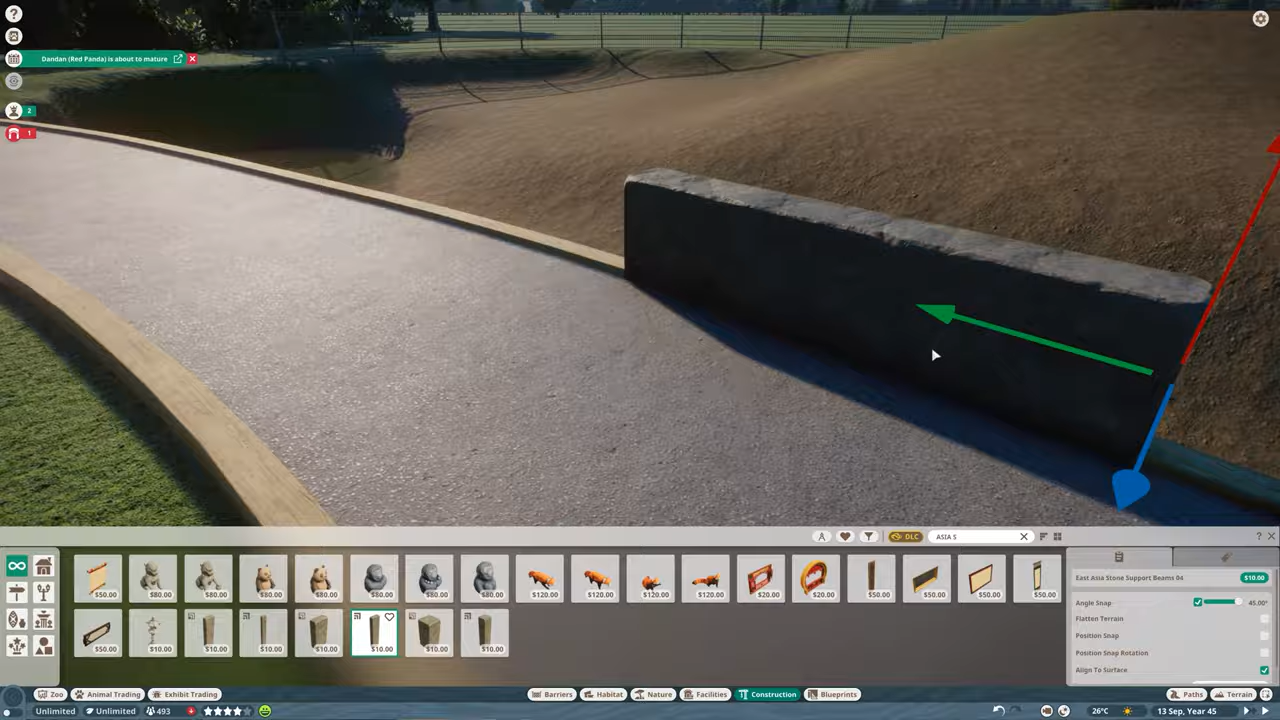 ?
Dandan (Red Panda) is about to mature
2
1
DLC
ASIA S
?
$50.00
$80.00
$80.00
$80.00
$80.00
$80.00
$80.00
$80.00
$120.00
$120.00
$120.00
$120.00
$20.00
$20.00
$50.00
$50.00
$50.00
$50.00
$50.00
$10.00
$10.00
$10.00
$10.00
$10.00
$10.00
$10.00
East Asia Stone Support Beams 04
$10.00
Angle Snap
45.00°
Flatten Terrain
Position Snap
Position Snap Rotation
Align To Surface
Zoo
Animal Trading
Exhibit Trading
Barriers
Habitat
Nature
Facilities
Construction
Blueprints
Paths
Terrain
Unlimited
Unlimited
493
26°C
13 Sep, Year 45